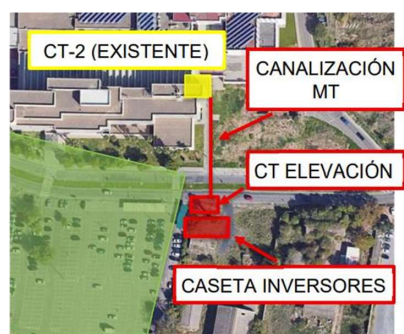 CT-2 (EXISTENTE)
CANALIZACIÓN
MT
CT ELEVACIÓN
CASETA INVERSORES